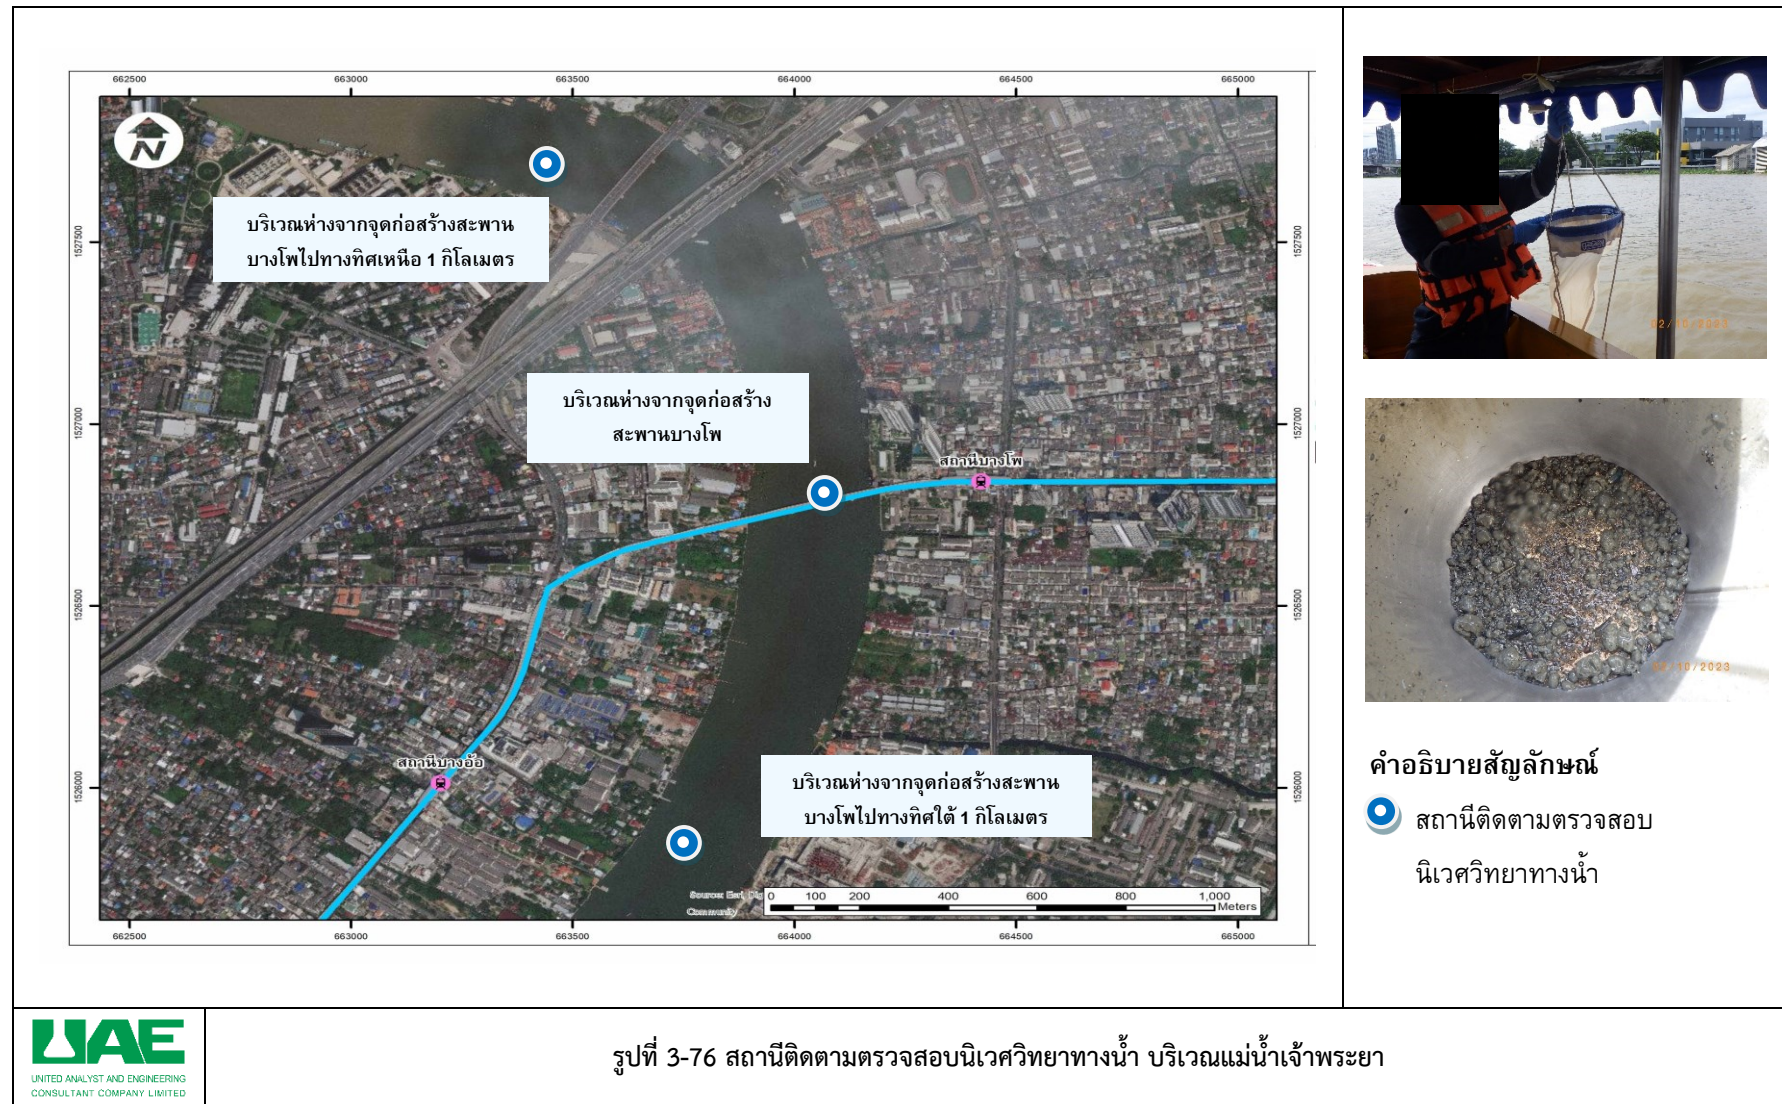 662500 663000 663500 664000 664500 665000
1527500 1527500
1527000 1527000
1526500 1526500
1526000 1526000
N
บริเวณห่างจากจุดก่อสร้างสะพาน
บางโพไปทางทิศเหนือ 1 กิโลเมตร
บริเวณห่างจากจุดก่อสร้าง
สะพานบางโพ
สถานีบางโพ
สถานีบางอ้อ
บริเวณห่างจากจุดก่อสร้างสะพาน
บางโพไปทางทิศใต้ 1 กิโลเมตร
Source: Esri,
Community
0 100 200 400 600 800 1,000
Meters
662500 663000 663500 664000 664500 665000
02/10/2023
02/10/2023
คำอธิบายสัญลักษณ์
สถานีติดตามตรวจสอบ
นิเวศวิทยาทางน้ำ
UAE
UNITED ANALYST AND ENGINEERING
CONSULTANT COMPANY LIMITED
รูปที่ 3-76 สถานีติดตามตรวจสอบนิเวศวิทยาทางน้ำ บริเวณแม่น้ำเจ้าพระยา